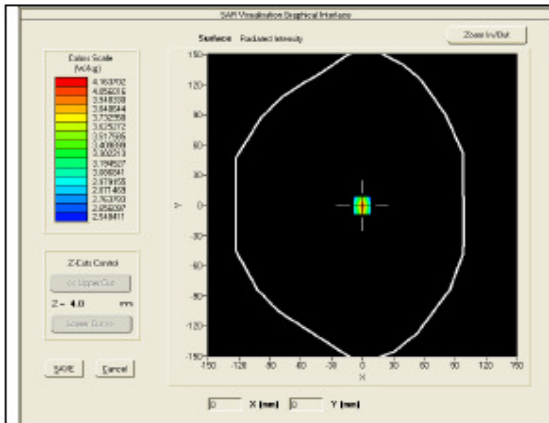 SAR Visualisation Graphical Interface
Surface Radiated Intensity
Zoom In/Out
Colors Scale
(W/kg)
4.163702
4.056016
3.948330
3.840644
3.732958
3.625272
3.517585
3.409899
3.302213
3.194527
3.086841
2.979155
2.871469
2.763783
2.656097
2.548411
Z-Cuts Control
<< Upper Cut
Z = 4.0 mm
Lower Cut >>
SAVE
Cancel
150
120
90
60
30
0
-30
-60
-90
-120
-150
Y
-150 -120 -90 -60 -30 0 30 60 90 120 150
X
0 X (mm) 0 Y (mm)